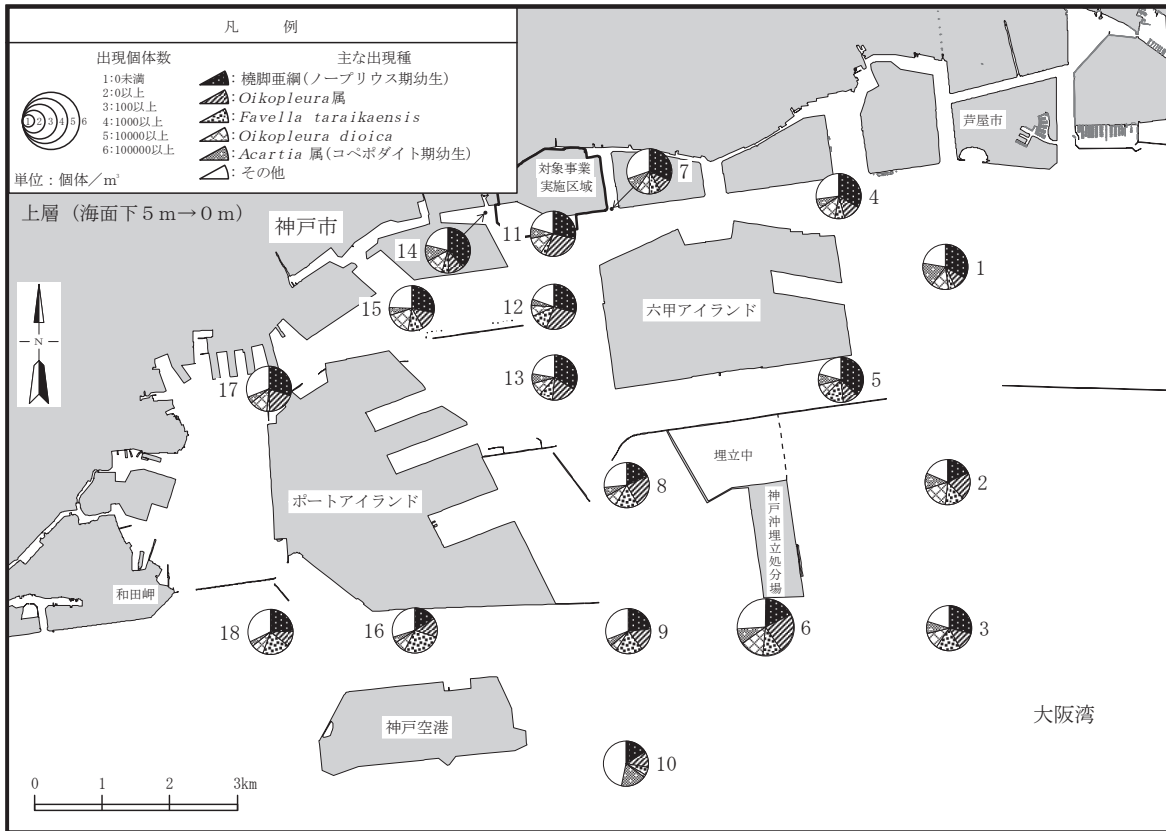 凡 例
出現個体数
1:0未満
2:0以上
3:100以上
4:1000以上
5:10000以上
6:100000以上
1 2 3 4 5 6
単位：個体／m³
主な出現種
: 橈脚亜綱(ノープリウス期幼生)
: Oikopleura属
: Favella taraikaensis
: Oikopleura dioica
: Acartia 属(コペポダイト期幼生)
: その他
上層（海面下５ｍ→０ｍ）
神戸市
対象事業
実施区域
芦屋市
7
4
14
11
1
15
12
六甲アイランド
N
13
17
5
埋立中
8
2
ポートアイランド
神戸沖埋立処分場
和田岬
18
16
9
6
3
神戸空港
大阪湾
10
0 1 2 3km